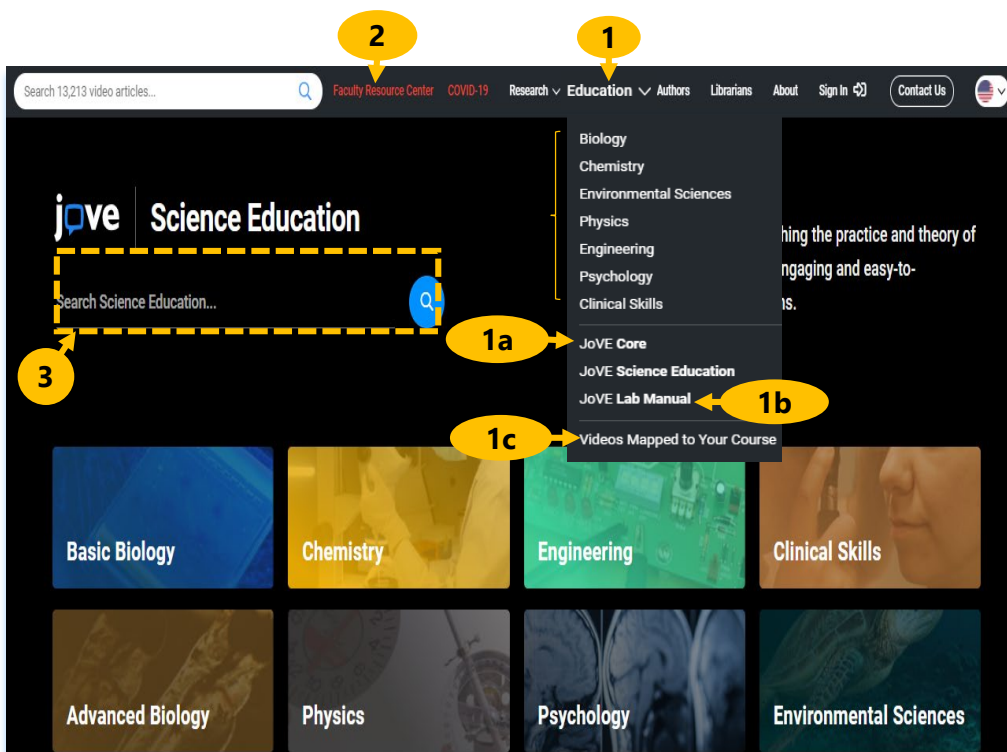 2
1
Search 13,213 video articles...
Faculty Resource Center COVID-19 Research Education Authors Librarians About Sign In Contact Us
Biology
Chemistry
Environmental Sciences
Physics
Engineering
Psychology
Clinical Skills
jove Science Education
hing the practice and theory of
ngaging and easy-to-
ns.
Search Science Education...
3
1a
JoVE Core
JoVE Science Education
JoVE Lab Manual
1b
1c
Videos Mapped to Your Course
Basic Biology
Chemistry
Engineering
Clinical Skills
Advanced Biology
Physics
Psychology
Environmental Sciences